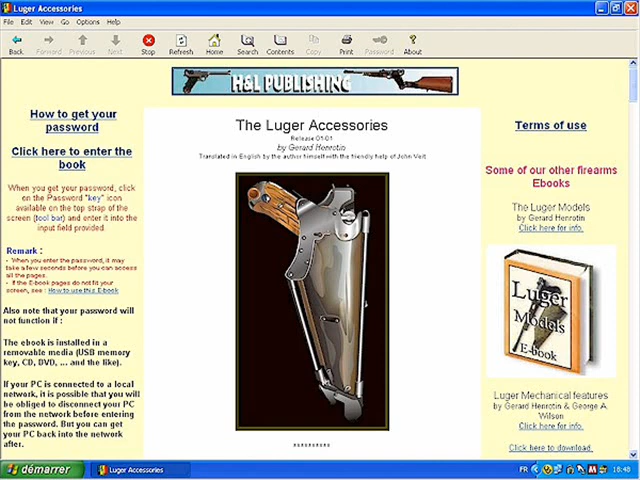 Luger Accessories
File Edit View Go Bookmarks Options Help
Back Forward Previous Next Stop Refresh Home Search Contents Copy Print Password About
H&L PUBLISHING
How to get your
password
Click here to enter the
book
When you get your password, click
on the Password "key" icon
available on the top strap of the
screen (tool bar) and enter it into the
input field provided.
Remark :
- When you enter the password, it may
take a few seconds before you can access
all the pages.
- If the E-book pages do not fit your
screen, see : How to use this E-book
Also note that your password will
not function if :
The ebook is installed in a
removable media (USB memory
key, CD, DVD, ... and the like).
If your PC is connected to a local
network, it is possible that you will
be obliged to disconnect your PC
from the network before entering
the password. But you can get
your PC back into the network
after.
The Luger Accessories
Release 01-01
by Gerard Henrotin
Translated in English by the author himself with the friendly help of John Veit
**********
Terms of use
Some of our other firearms
Ebooks
The Luger Models
by Gerard Henrotin
Click here for info.
Luger
Models
E-book
Luger Mechanical features
by Gerard Henrotin & George A.
Wilson
Click here for info.
Click here to download.
démarrer Luger Accessories FR 18:48